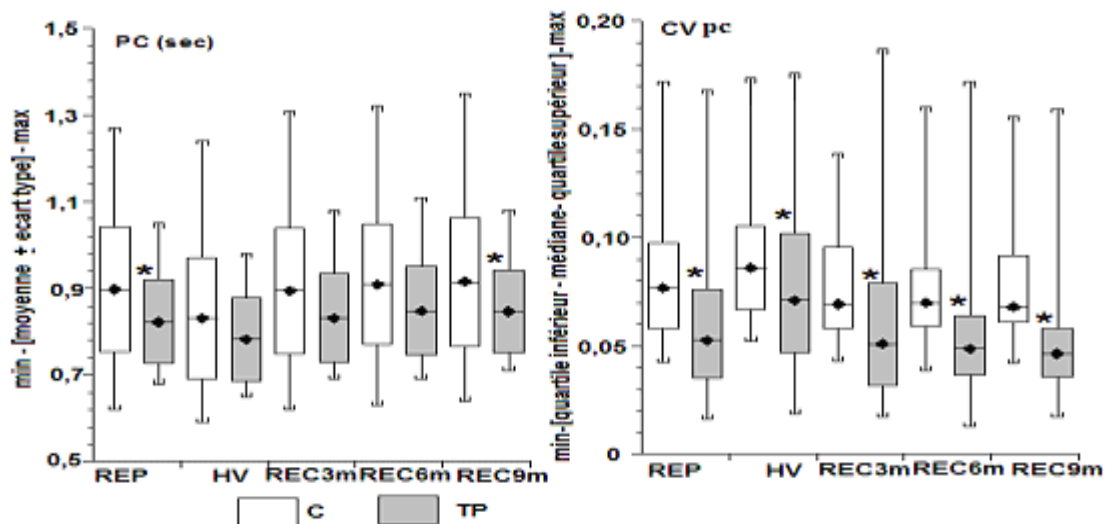 PC (sec)
min - [moyenne ± ecart type] - max
1,5
1,3
1,1
0,9
0,7
0,5
* *
REP HV REC3m REC6m REC9m
CV pc
min-[quartile inférieur - médiane- quartile supérieur ]-max
0,20
0,15
0,10
0,05
0
* * * * *
REP HV REC3m REC6m REC9m
C TP